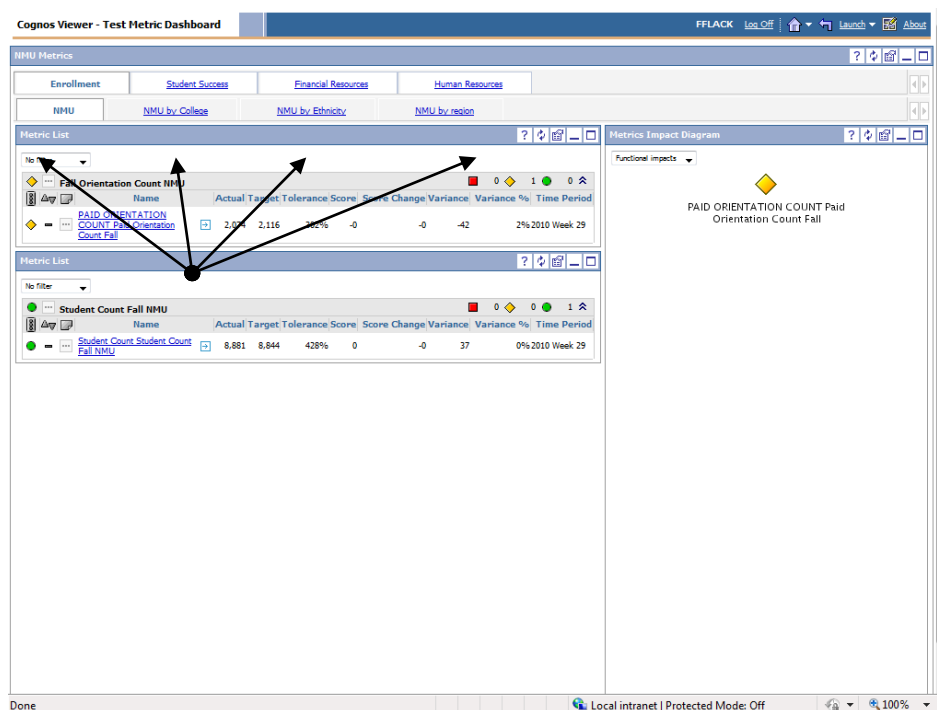 Cognos Viewer - Test Metric Dashboard FFLACK Log Off Launch About
NMU Metrics
Enrollment Student Success Financial Resources Human Resources
NMU NMU by College NMU by Ethnicity NMU by region
Metric List
No
Fall Orientation Count NMU 0 1 0
Name Actual Target Tolerance Score Score Change Variance Variance % Time Period
PAID ORIENTATION
COUNT Paid Orientation
Count Fall
2,116 -0 -0 -42 2% 2010 Week 29
Metric List
No filter
Student Count Fall NMU 0 0 1
Name Actual Target Tolerance Score Score Change Variance Variance % Time Period
Student Count Student Count
Fall NMU
8,881 8,844 428% 0 -0 37 0% 2010 Week 29
Metrics Impact Diagram
Functional impacts
PAID ORIENTATION COUNT Paid
Orientation Count Fall
Done Local intranet | Protected Mode: Off 100%